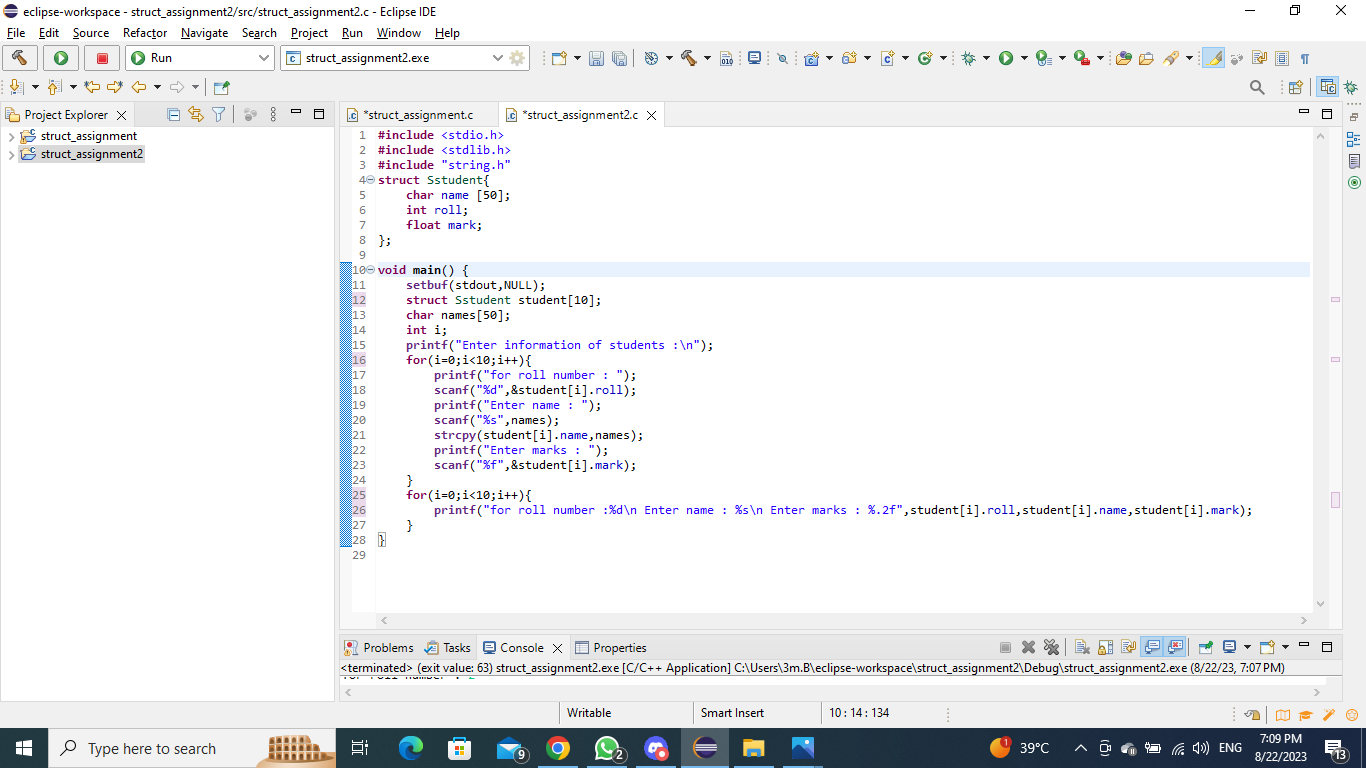 eclipse-workspace - struct_assignment2/src/struct_assignment2.c - Eclipse IDE
File Edit Source Refactor Navigate Search Project Run Window Help
Run
struct_assignment2.exe
Project Explorer
struct_assignment
struct_assignment2
*struct_assignment.c
*struct_assignment2.c
1 #include <stdio.h>
2 #include <stdlib.h>
3 #include "string.h"
4 struct Sstudent{
5 char name [50];
6 int roll;
7 float mark;
8 };
9
10 void main() {
11 setbuf(stdout,NULL);
12 struct Sstudent student[10];
13 char names[50];
14 int i;
15 printf("Enter information of students :\n");
16 for(i=0;i<10;i++){
17 printf("for roll number : ");
18 scanf("%d",&student[i].roll);
19 printf("Enter name : ");
20 scanf("%s",names);
21 strcpy(student[i].name,names);
22 printf("Enter marks : ");
23 scanf("%f",&student[i].mark);
24 }
25 for(i=0;i<10;i++){
26 printf("for roll number :%d\n Enter name : %s\n Enter marks : %.2f",student[i].roll,student[i].name,student[i].mark);
27 }
28 }
29
Problems Tasks Console Properties
<terminated> (exit value: 63) struct_assignment2.exe [C/C++ Application] C:\Users\3m.B\eclipse-workspace\struct_assignment2\Debug\struct_assignment2.exe (8/22/23, 7:07 PM)
Writable Smart Insert 10 : 14 : 134
Type here to search
9
2
1
39°C
ENG
7:09 PM
8/22/2023
13